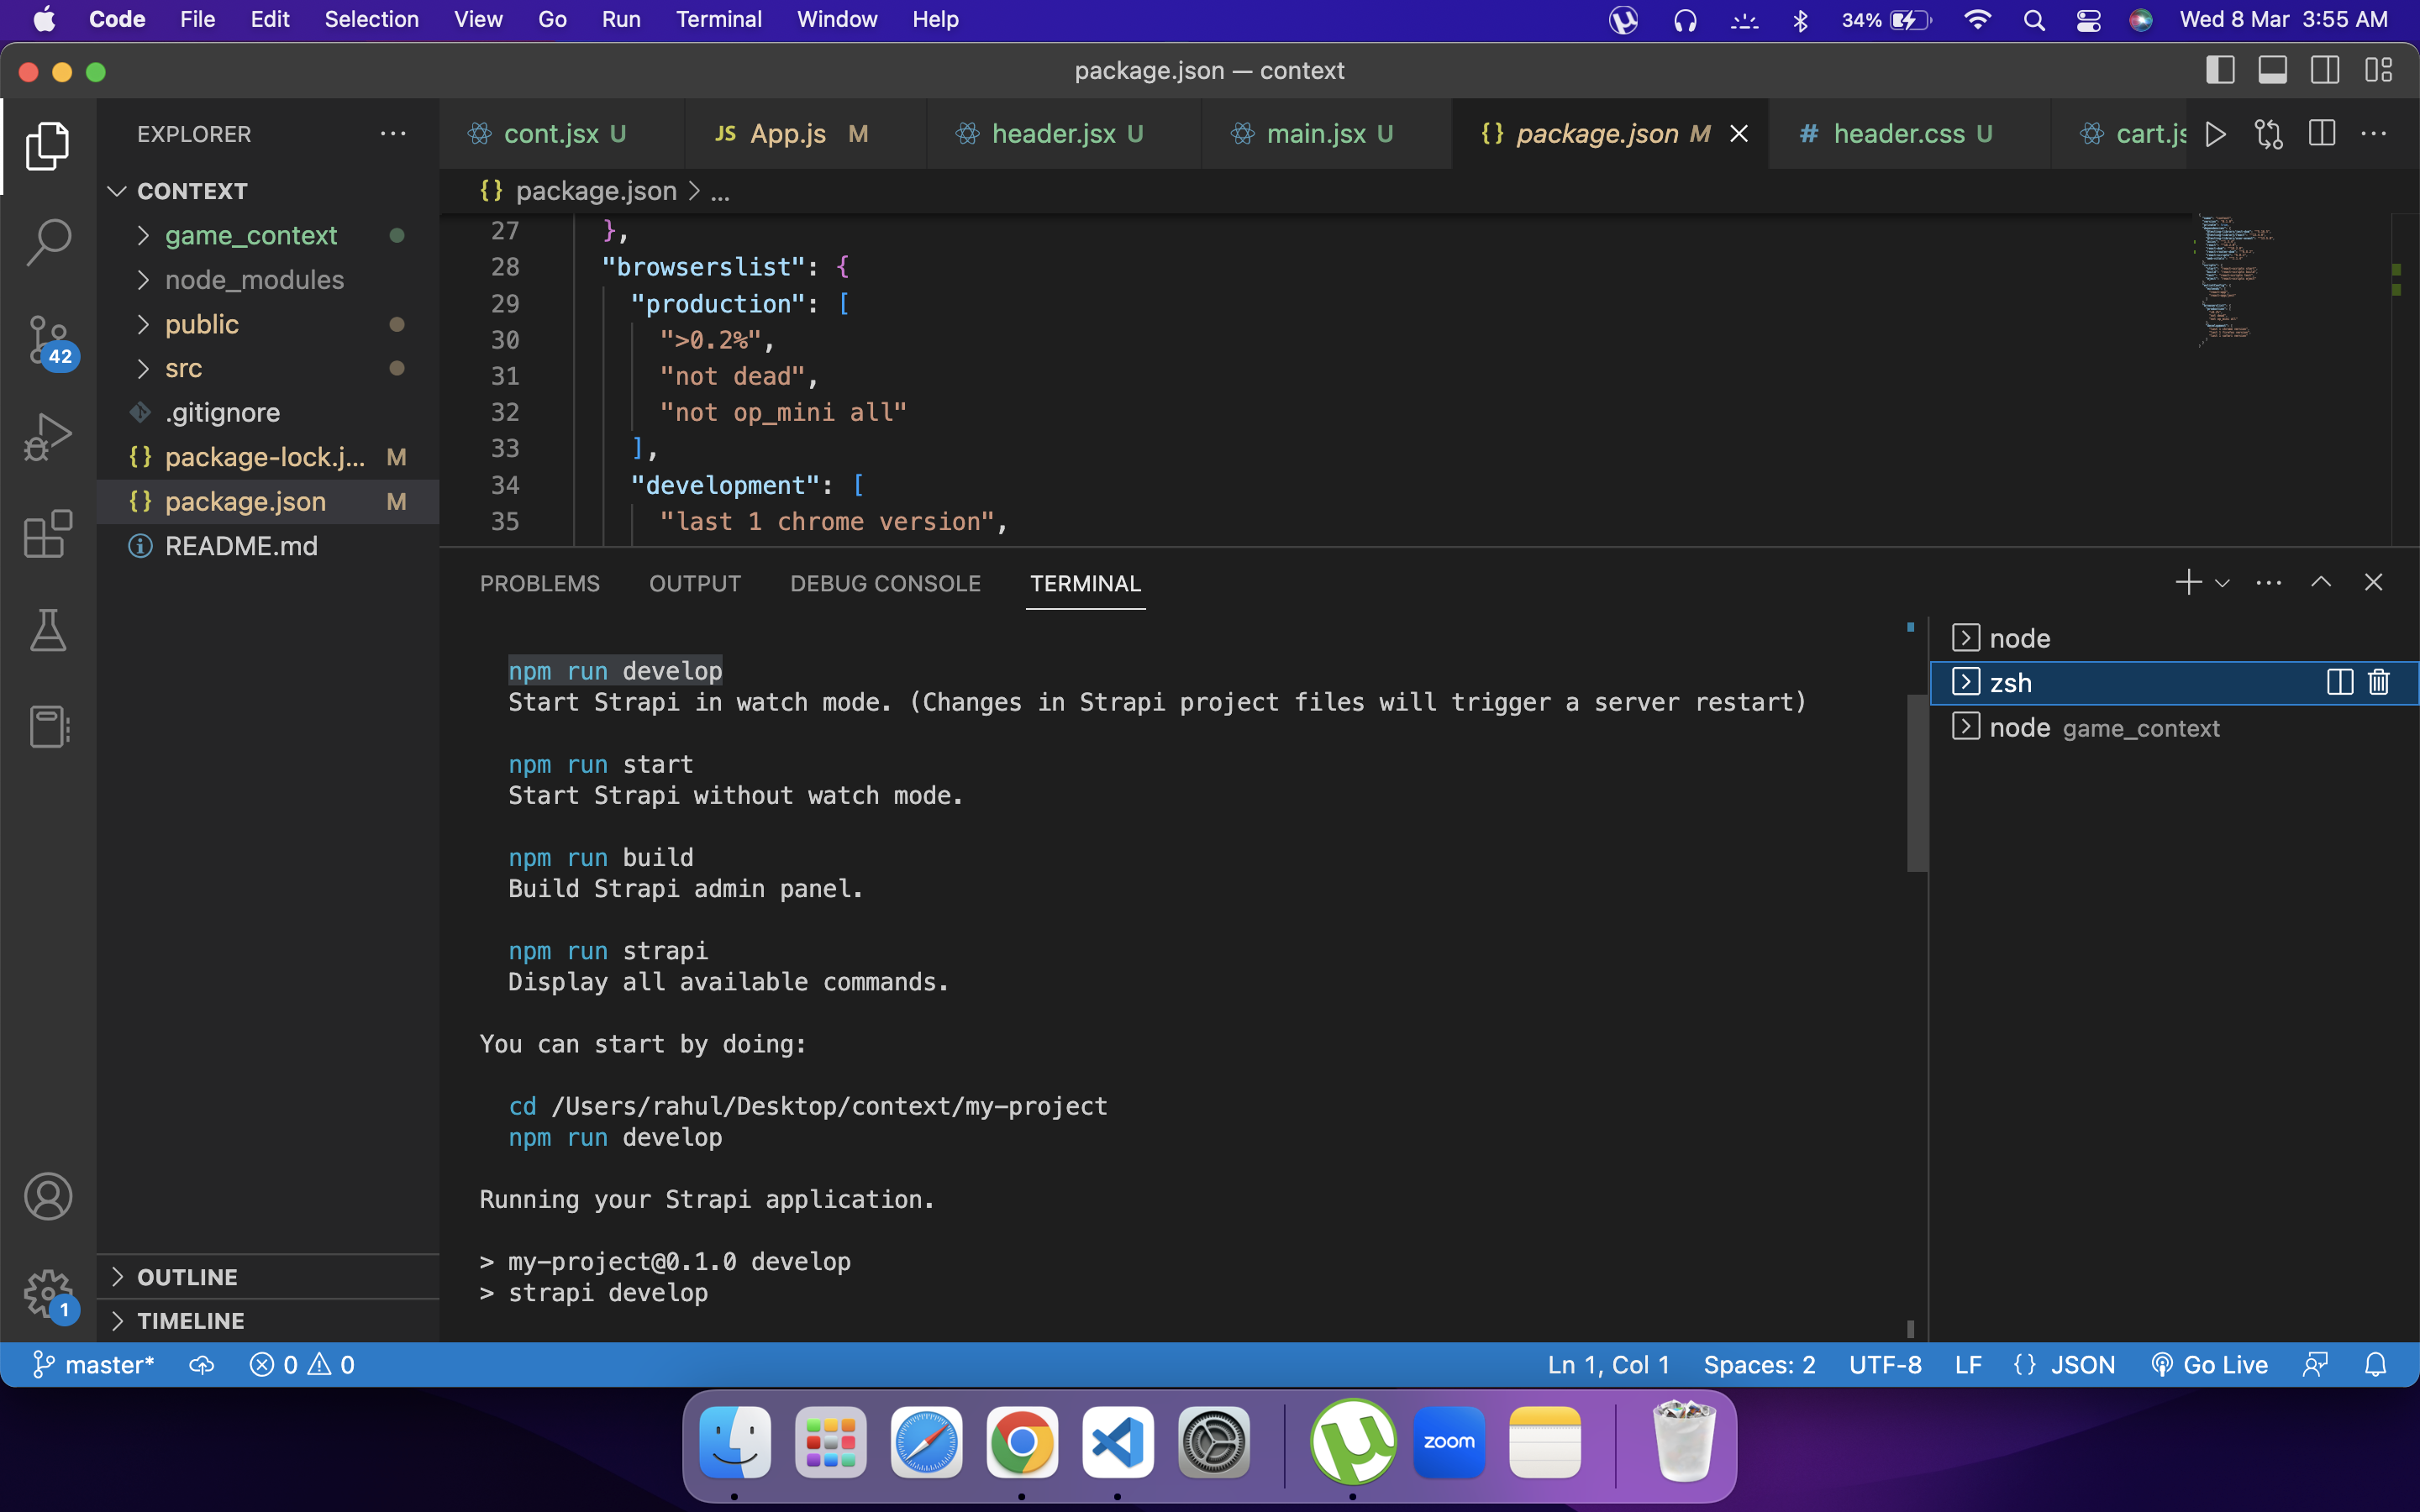 Code File Edit Selection View Go Run Terminal Window Help 34% Wed 8 Mar 3:55 AM
package.json — context
EXPLORER
cont.jsx U
JS App.js M
header.jsx U
main.jsx U
{} package.json M
# header.css U
cart.js
CONTEXT
{} package.json > ...
game_context
node_modules
public
src
.gitignore
{} package-lock.j... M
{} package.json M
README.md
42
27 },
28 "browserslist": {
29 "production": [
30 ">0.2%",
31 "not dead",
32 "not op_mini all"
33 ],
34 "development": [
35 "last 1 chrome version",
PROBLEMS OUTPUT DEBUG CONSOLE TERMINAL
npm run develop
Start Strapi in watch mode. (Changes in Strapi project files will trigger a server restart)
npm run start
Start Strapi without watch mode.
npm run build
Build Strapi admin panel.
npm run strapi
Display all available commands.
You can start by doing:
cd /Users/rahul/Desktop/context/my-project
npm run develop
Running your Strapi application.
> my-project@0.1.0 develop
> strapi develop
node
zsh
node game_context
OUTLINE
1
TIMELINE
master* 0 0 Ln 1, Col 1 Spaces: 2 UTF-8 LF {} JSON Go Live
zoom